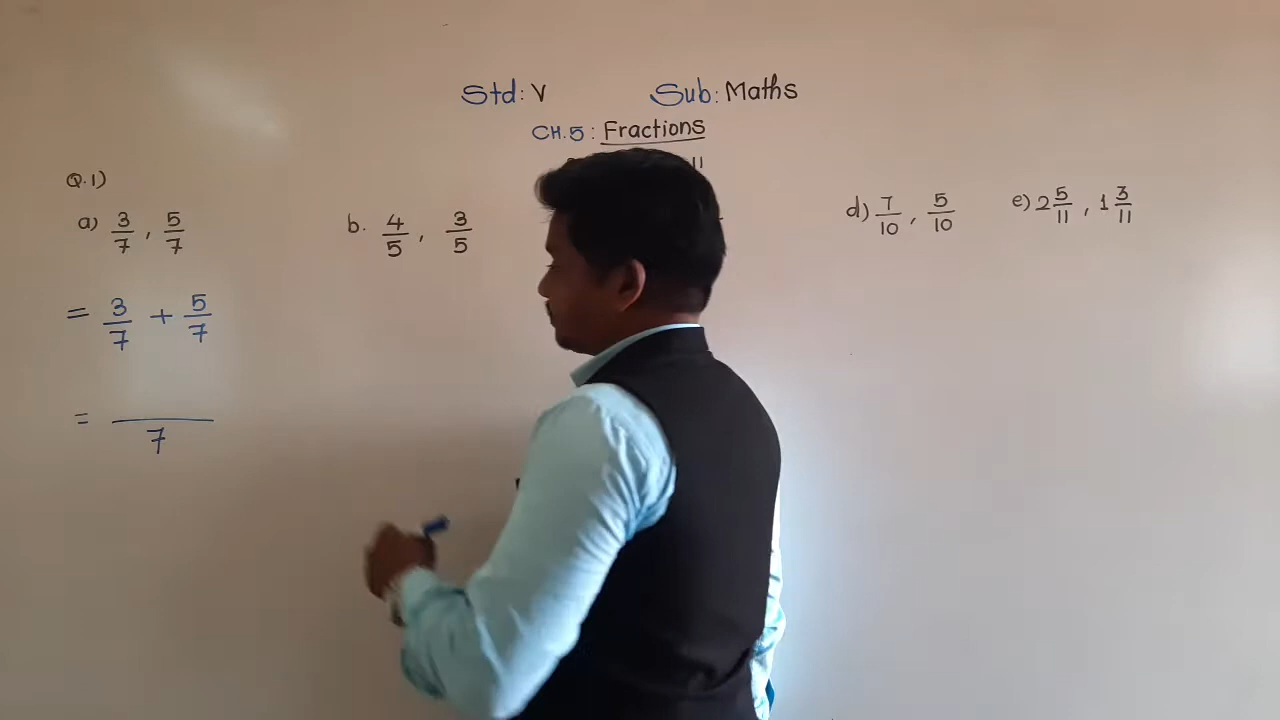 Std: V Sub: Maths
CH.5: Fractions
11
Q.1)
a) 3/7, 5/7 b. 4/5, 3/5 d) 7/10, 5/10 e) 2 5/11, 1 3/11
= 3/7 + 5/7
= /7